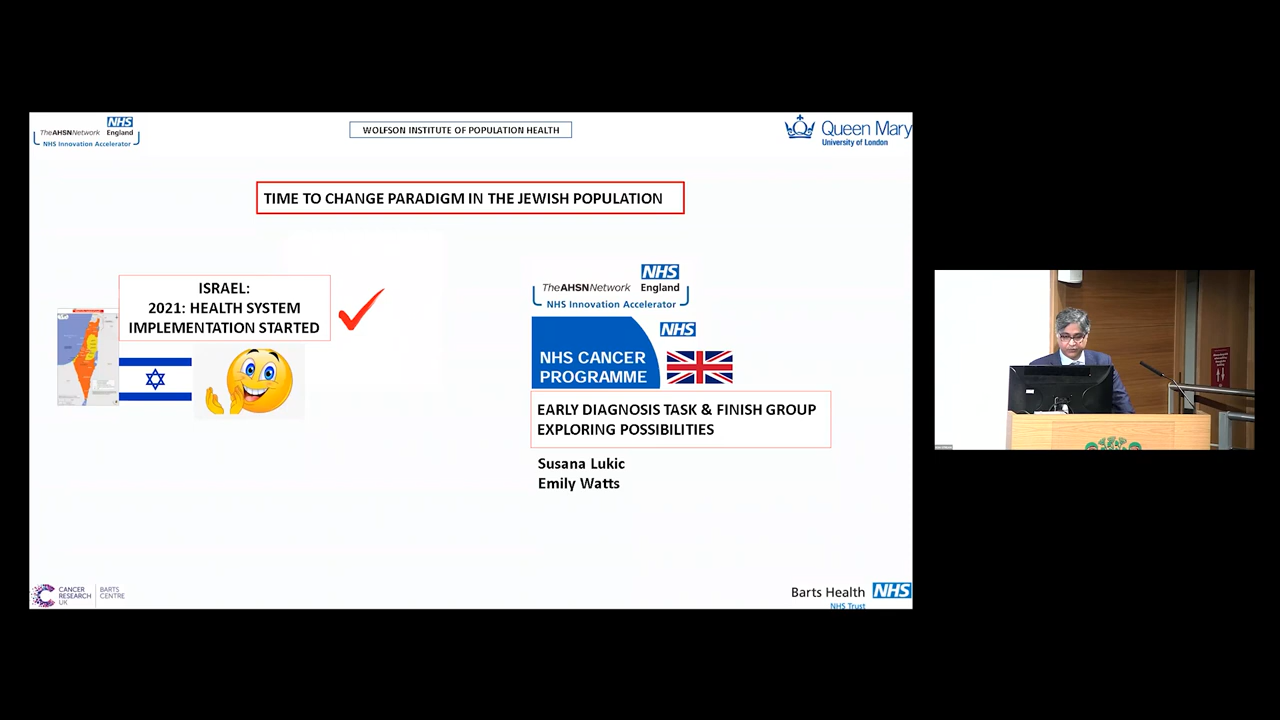 NHS
TheAHSNNetwork England
NHS Innovation Accelerator
WOLFSON INSTITUTE OF POPULATION HEALTH
Queen Mary
University of London
TIME TO CHANGE PARADIGM IN THE JEWISH POPULATION
ISRAEL:
2021: HEALTH SYSTEM
IMPLEMENTATION STARTED
NHS
TheAHSNNetwork England
NHS Innovation Accelerator
NHS
NHS CANCER
PROGRAMME
EARLY DIAGNOSIS TASK & FINISH GROUP
EXPLORING POSSIBILITIES
Susana Lukic
Emily Watts
CANCER
RESEARCH
UK
BARTS
CENTRE
Barts Health NHS
NHS Trust